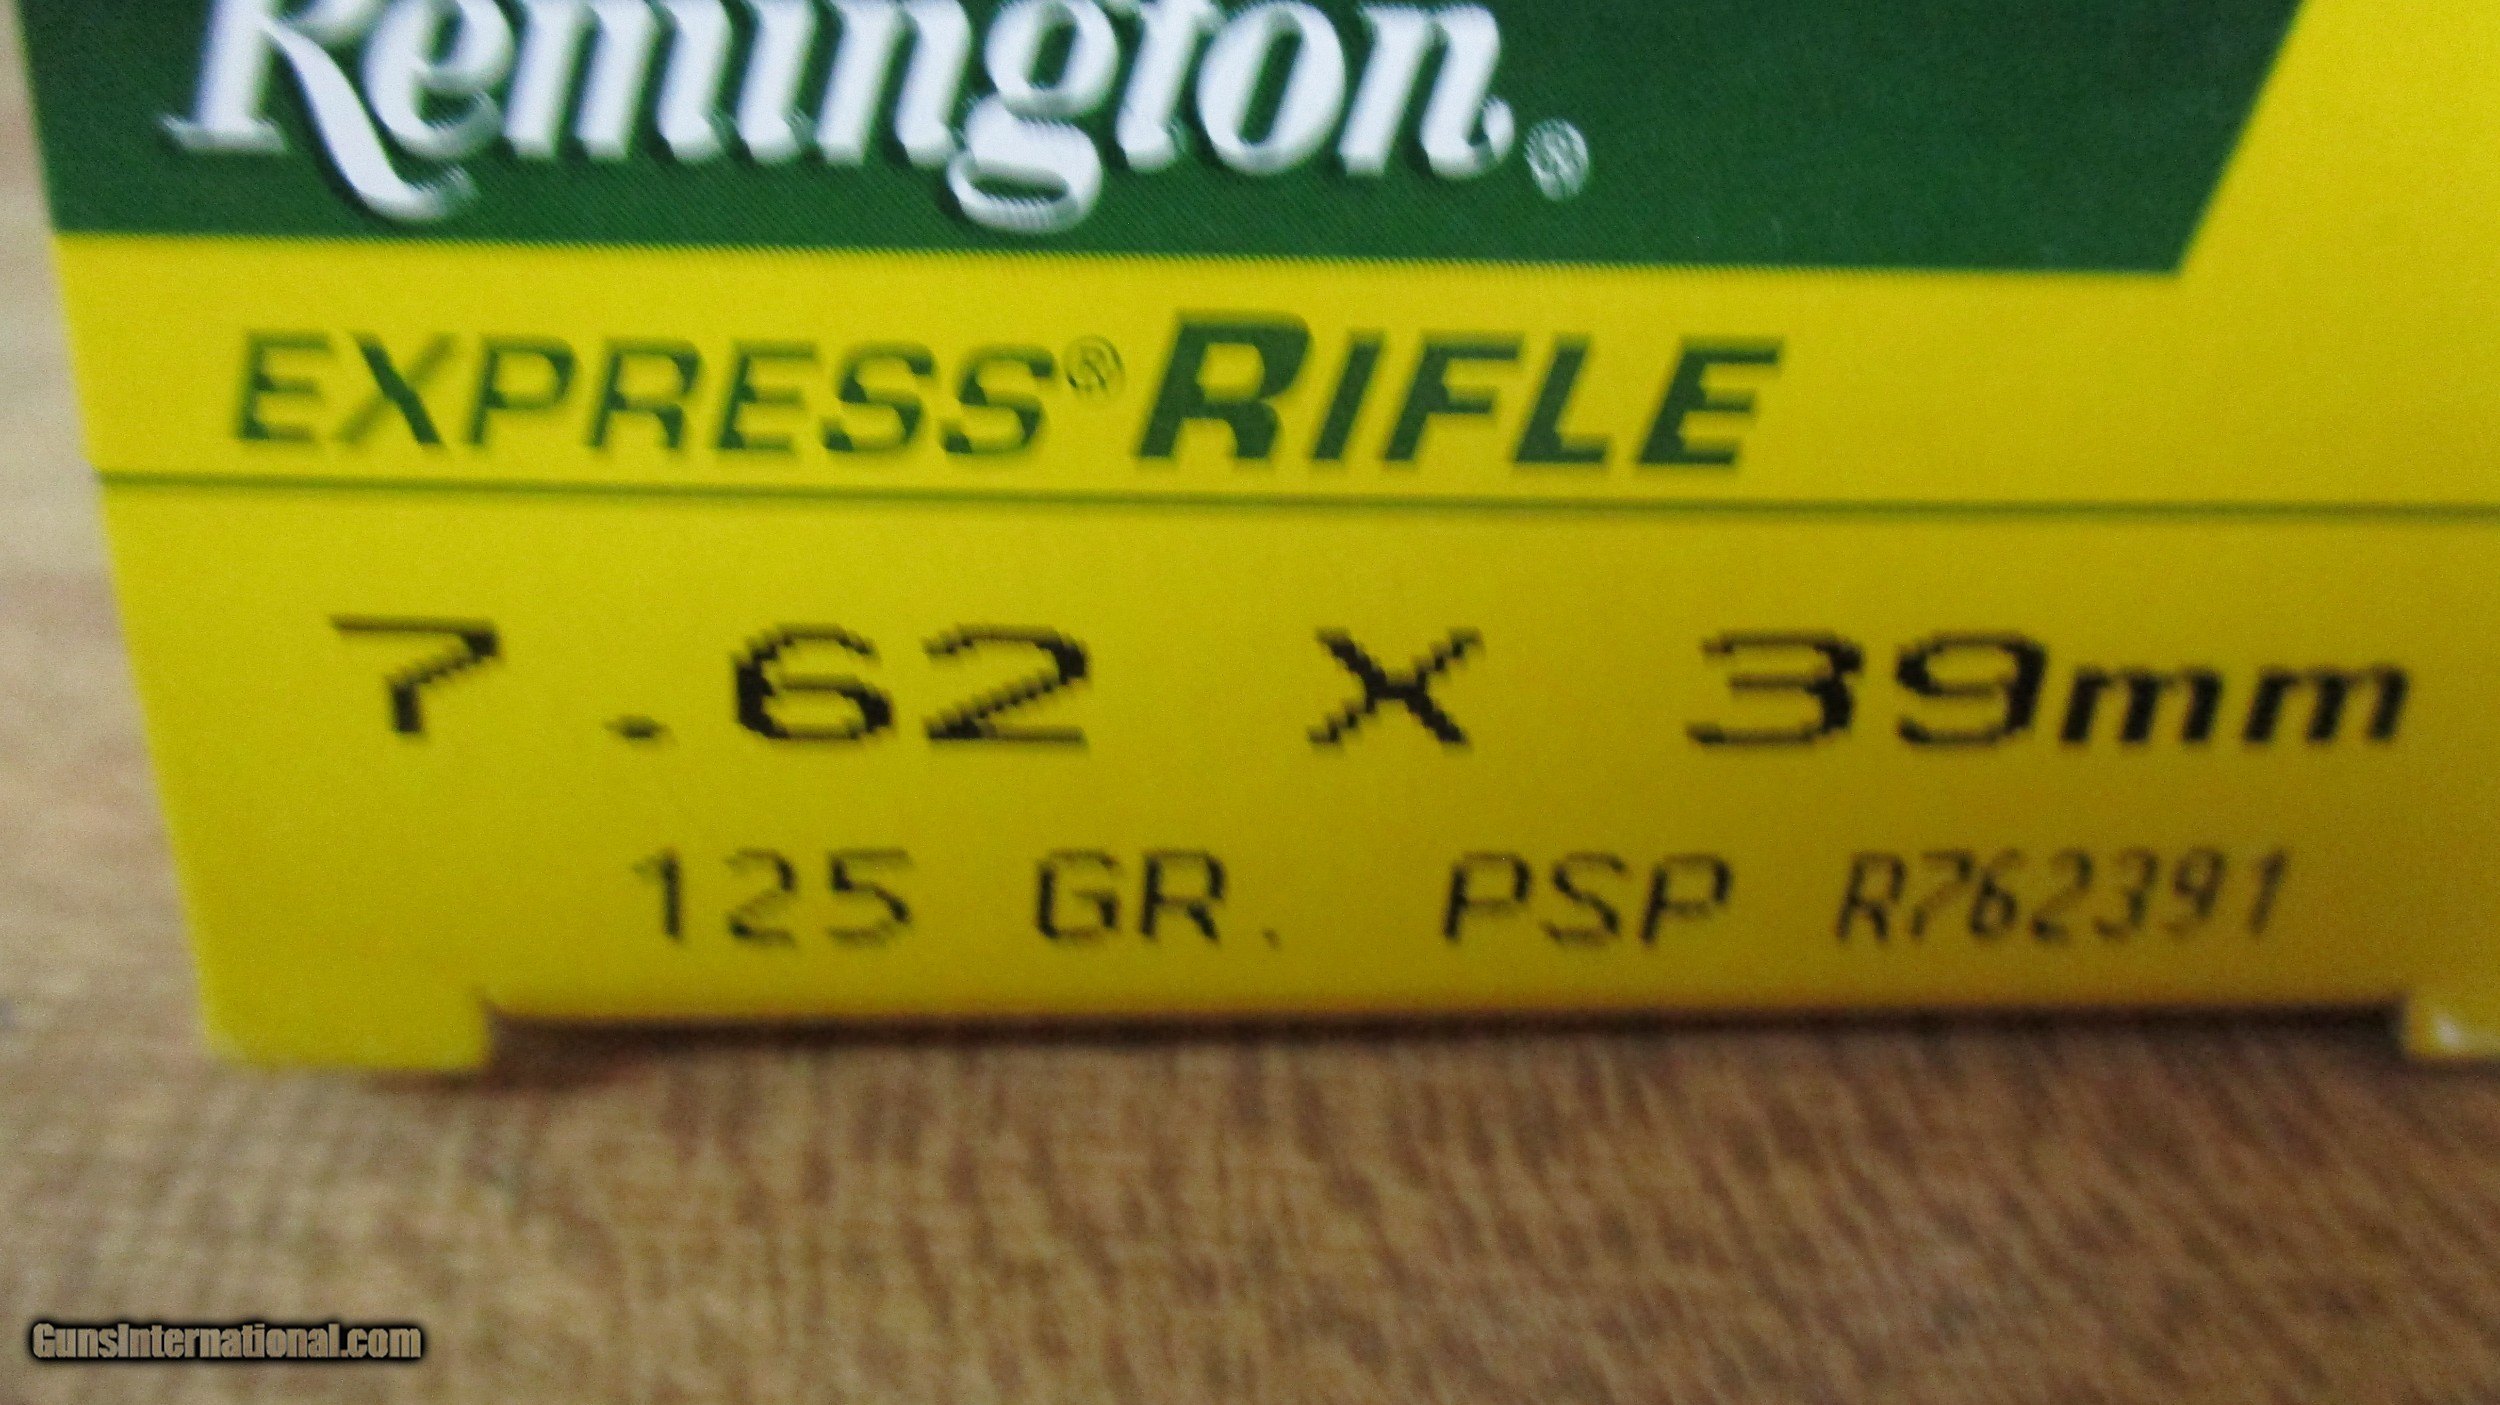 Remington®
EXPRESS® RIFLE
7.62 X 39mm
125 GR. PSP R762391
GunsInternational.com